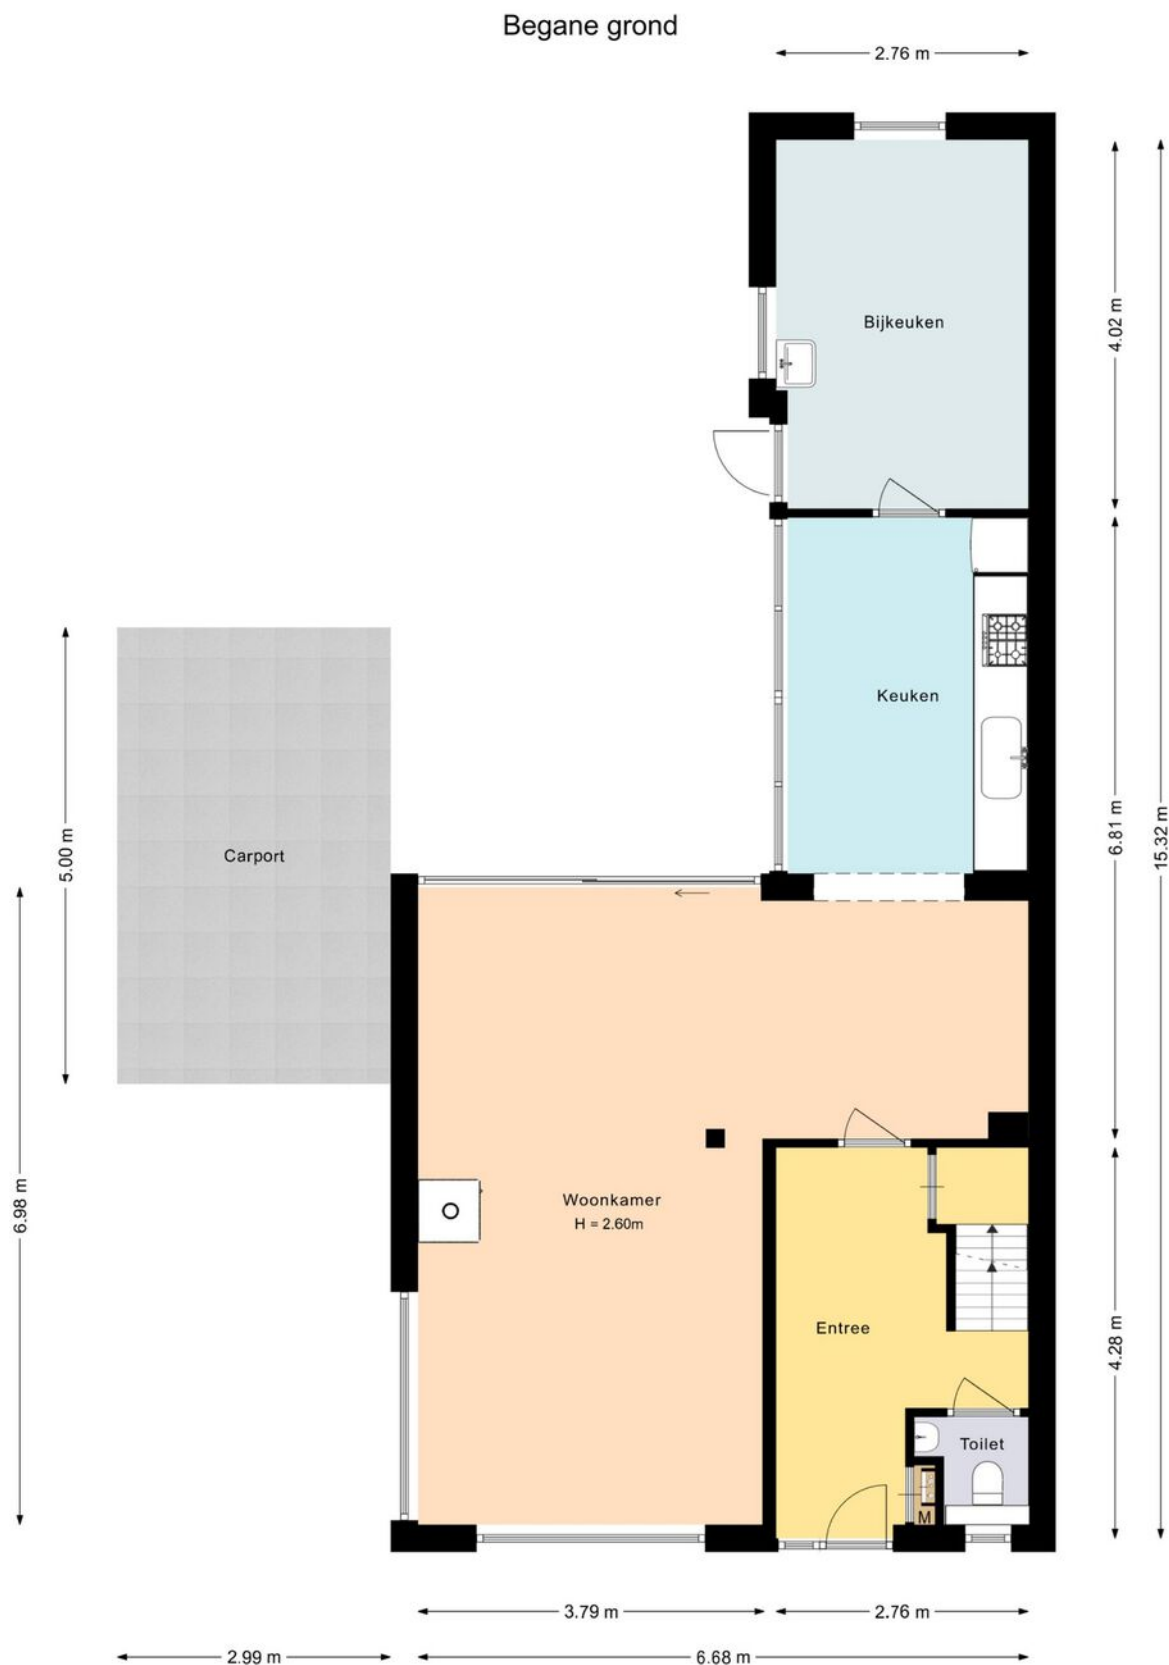 Begane grond
2.76 m
Bijkeuken
4.02 m
Keuken
5.00 m
Carport
6.81 m
15.32 m
6.98 m
Woonkamer
H = 2.60m
Entree
4.28 m
Toilet
M
3.79 m
2.76 m
2.99 m
6.68 m